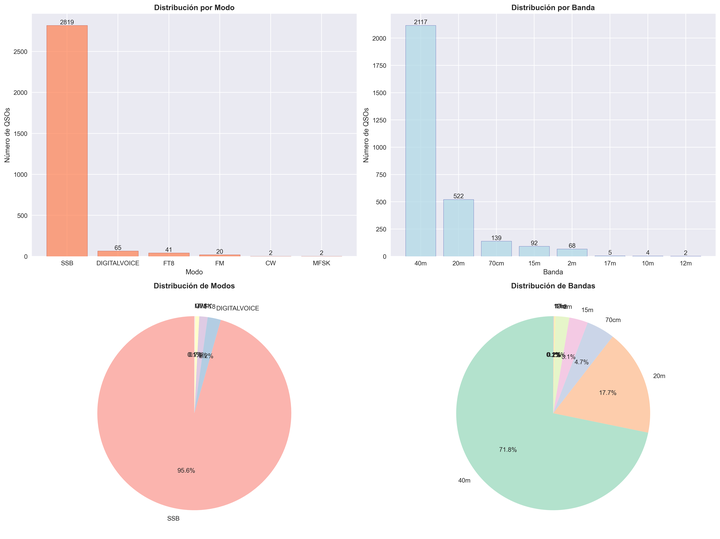 Distribución por Modo
2819
65
41
20
2
2
2500
2000
1500
1000
500
0
Número de QSOs
SSB DIGITALVOICE FT8 FM CW MFSK
Modo
Distribución por Banda
2117
522
139
92
68
5
4
2
2000
1750
1500
1250
1000
750
500
250
0
Número de QSOs
40m 20m 70cm 15m 2m 17m 10m 12m
Banda
Distribución de Modos
DIGITALVOICE
95.6%
SSB
Distribución de Bandas
15m
70cm
20m
4.7%
17.7%
71.8%
40m